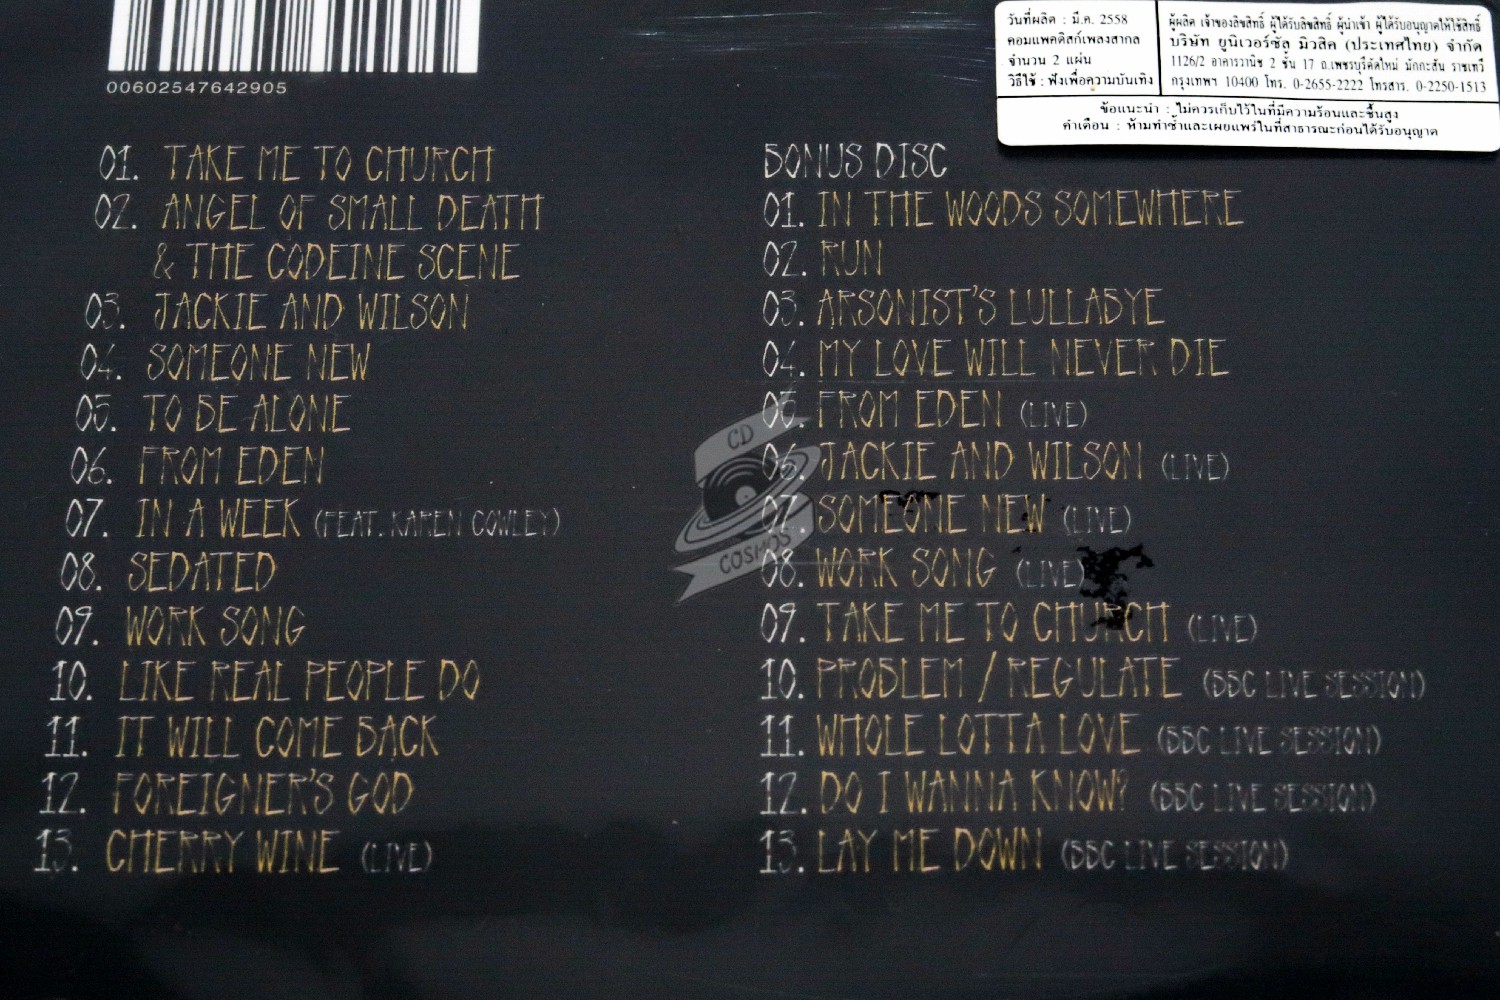 00602547642905
วันที่ผลิต : มี.ค. 2558
คอมแพคดิสก์เพลงสากล
จำนวน 2 แผ่น
วิธีใช้ : ฟังเพื่อความบันเทิง
ผู้ผลิต เจ้าของลิขสิทธิ์ ผู้ได้รับลิขสิทธิ์ ผู้นำเข้า ผู้ได้รับอนุญาตให้ใช้สิทธิ์
บริษัท ยูนิเวอร์ซัล มิวสิค (ประเทศไทย) จำกัด
1126/2 อาคารวานิช 2 ชั้น 17 ถ.เพชรบุรีตัดใหม่ มักกะสัน ราชเทวี
กรุงเทพฯ 10400 โทร. 0-2655-2222 โทรสาร. 0-2250-1513
ข้อแนะนำ : ไม่ควรเก็บไว้ในที่มีความร้อนและชื้นสูง
คำเตือน : ห้ามทำซ้ำและเผยแพร่ในที่สาธารณะก่อนได้รับอนุญาต
01. TAKE ME TO CHURCH
02. ANGEL OF SMALL DEATH
& THE CODEINE SCENE
03. JACKIE AND WILSON
04. SOMEONE NEW
05. TO BE ALONE
06. FROM EDEN
07. IN A WEEK (FEAT. KAREN COWLEY)
08. SEDATED
09. WORK SONG
10. LIKE REAL PEOPLE DO
11. IT WILL COME BACK
12. FOREIGNER'S GOD
13. CHERRY WINE (LIVE)
BONUS DISC
01. IN THE WOODS SOMEWHERE
02. RUN
03. ARSONIST'S LULLABYE
04. MY LOVE WILL NEVER DIE
05. FROM EDEN (LIVE)
06. JACKIE AND WILSON (LIVE)
07. SOMEONE NEW (LIVE)
08. WORK SONG (LIVE)
09. TAKE ME TO CHURCH (LIVE)
10. PROBLEM / REGULATE (BBC LIVE SESSION)
11. WHOLE LOTTA LOVE (BBC LIVE SESSION)
12. DO I WANNA KNOW? (BBC LIVE SESSION)
13. LAY ME DOWN (BBC LIVE SESSION)
CD
COSMOS